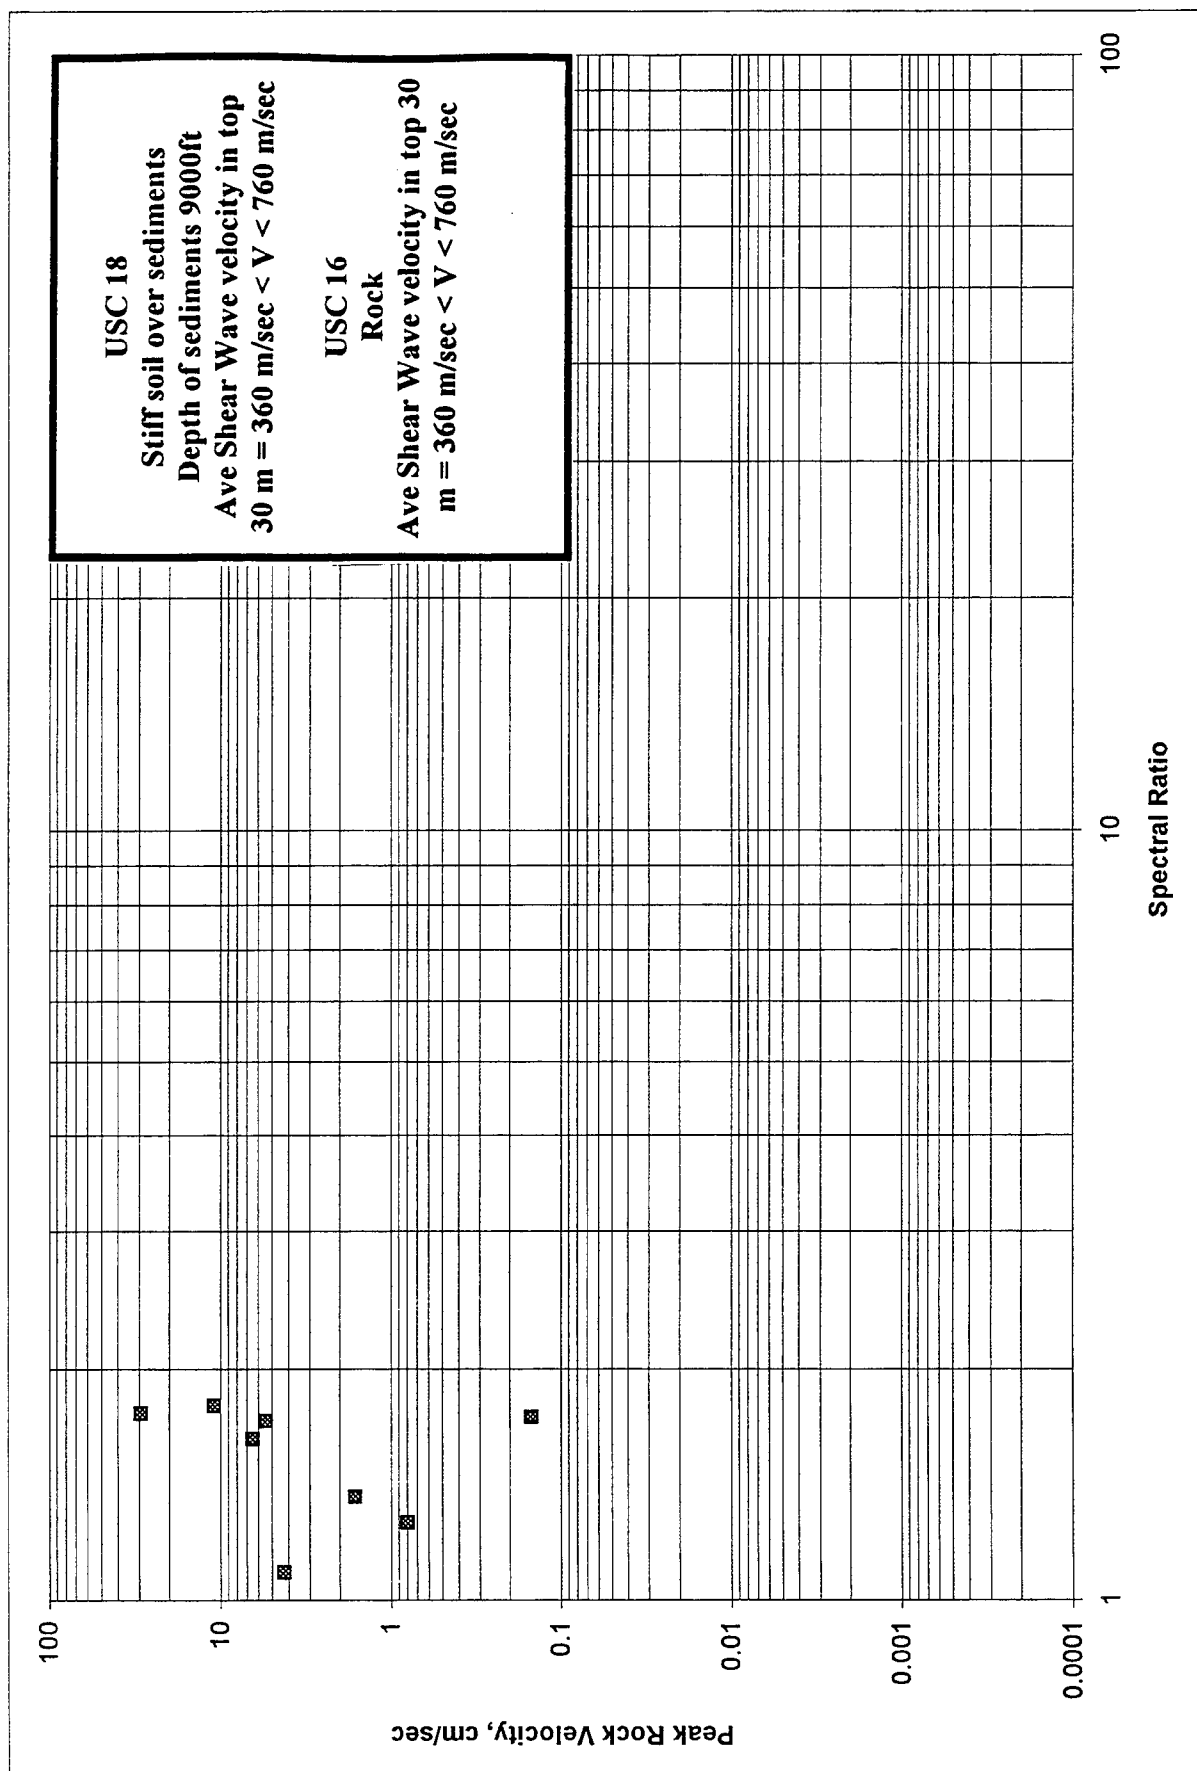 USC 18
Stiff soil over sediments
Depth of sediments 9000ft
Ave Shear Wave velocity in top
30 m = 360 m/sec < V < 760 m/sec
USC 16
Rock
Ave Shear Wave velocity in top 30
m = 360 m/sec < V < 760 m/sec
Peak Rock Velocity, cm/sec
100
10
1
0.1
0.01
0.001
0.0001
1
10
100
Spectral Ratio